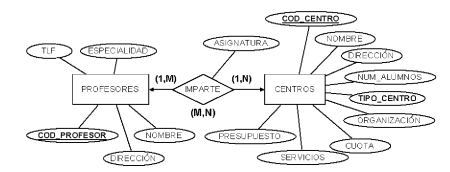 COD_CENTRO
ASIGNATURA
NOMBRE
TLF
ESPECIALIDAD
DIRECCIÓN
(1,M)
(1,N)
NUM_ALUMNOS
PROFESORES
IMPARTE
CENTROS
TIPO_CENTRO
(M,N)
ORGANIZACIÓN
COD_PROFESOR
NOMBRE
PRESUPUESTO
CUOTA
DIRECCIÓN
SERVICIOS